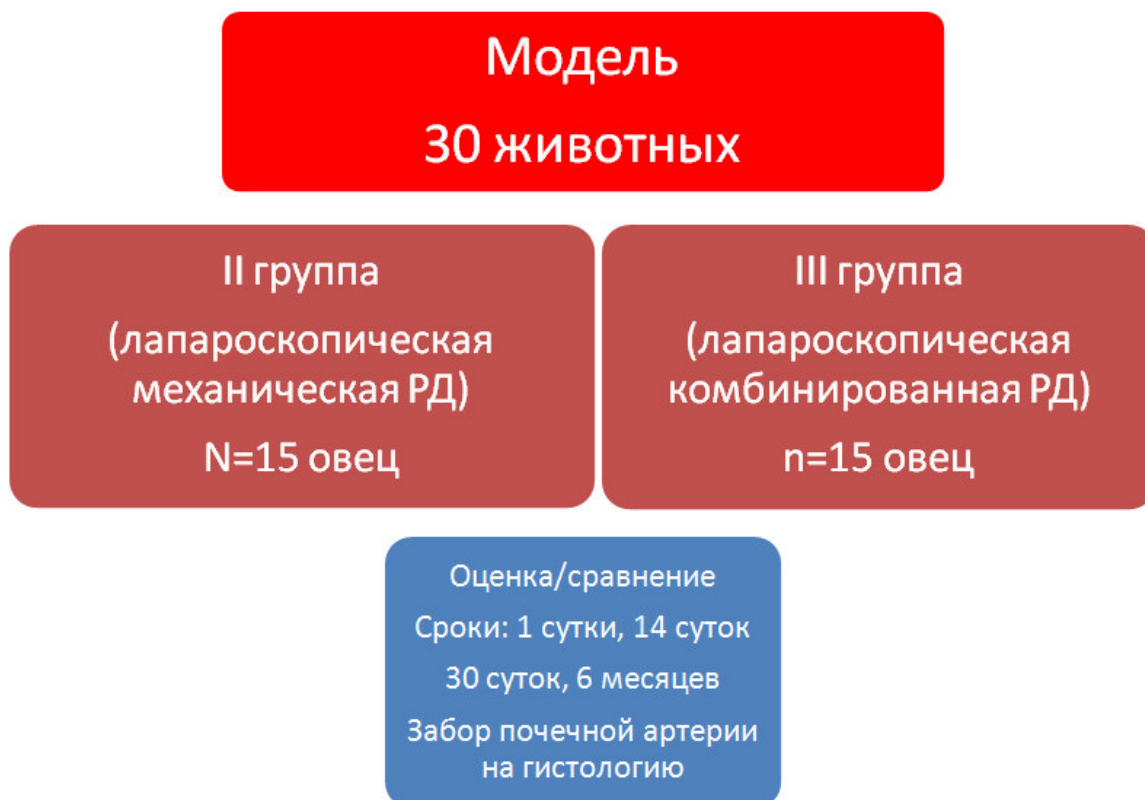 Модель
30 животных
II группа
(лапароскопическая
механическая РД)
N=15 овец
III группа
(лапароскопическая
комбинированная РД)
n=15 овец
Оценка/сравнение
Сроки: 1 сутки, 14 суток
30 суток, 6 месяцев
Забор почечной артерии
на гистологию